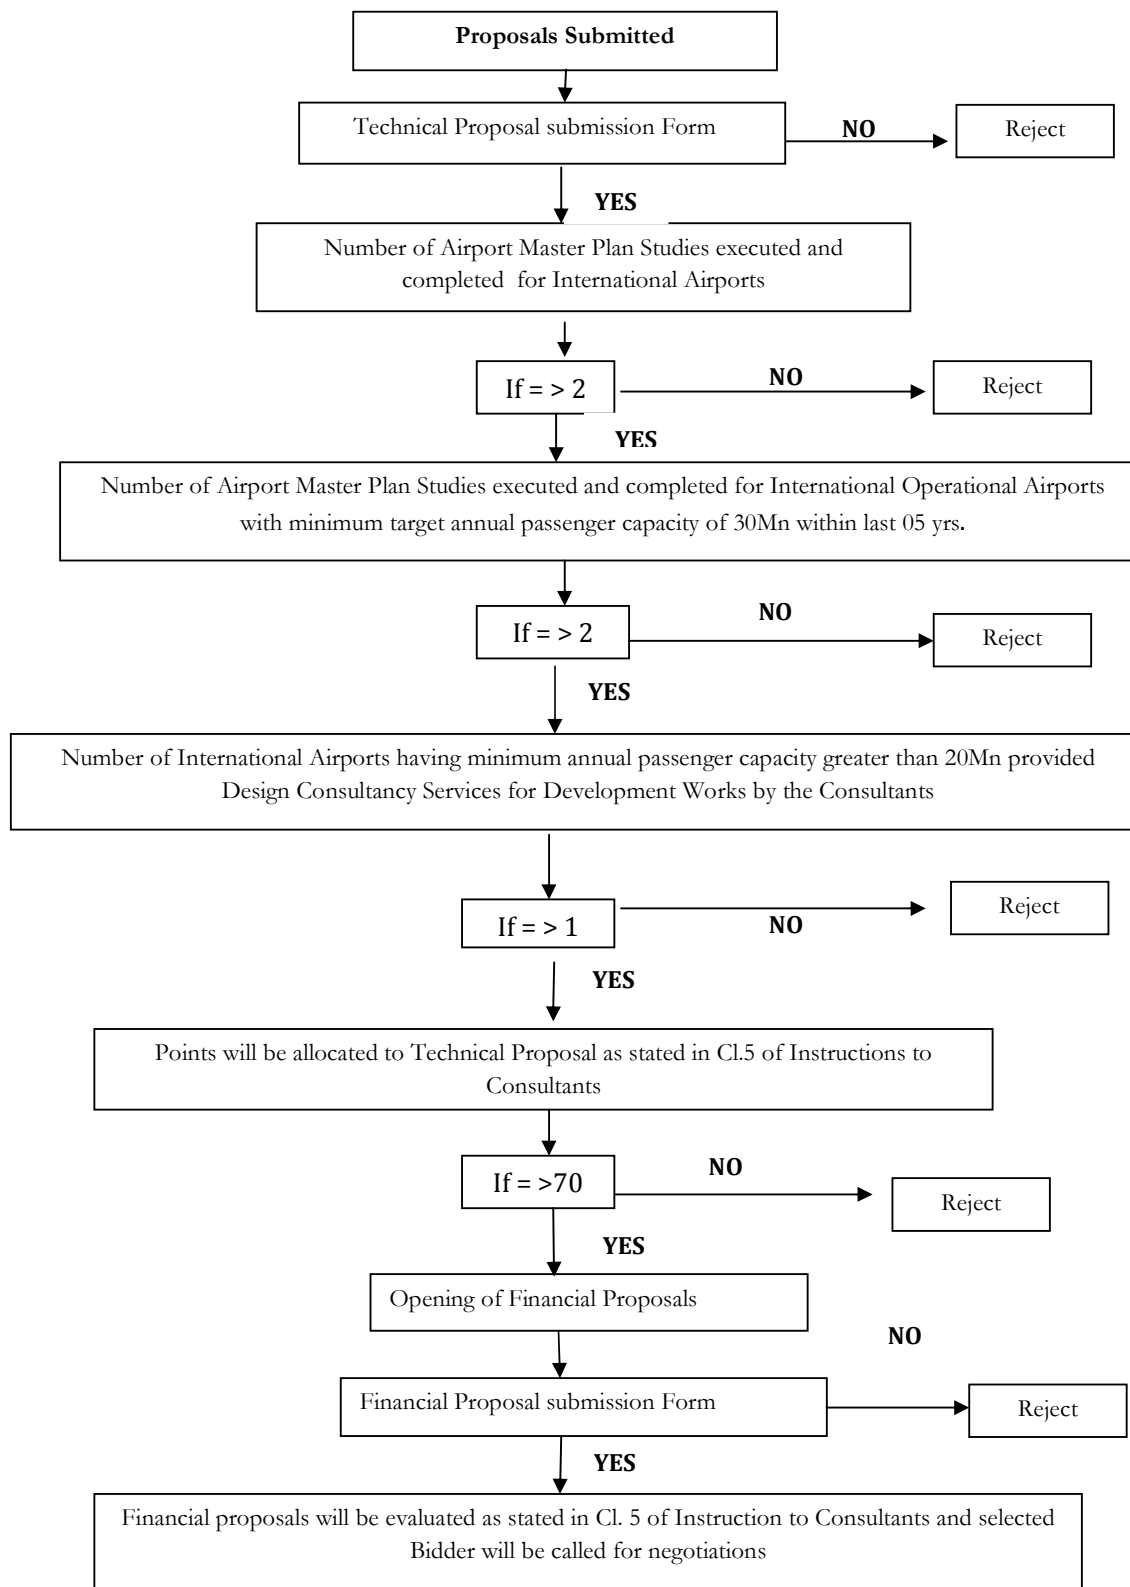 Proposals Submitted
Technical Proposal submission Form
NO
Reject
YES
Number of Airport Master Plan Studies executed and
completed for International Airports
If = > 2
NO
Reject
YES
Number of Airport Master Plan Studies executed and completed for International Operational Airports
with minimum target annual passenger capacity of 30Mn within last 05 yrs.
If = > 2
NO
Reject
YES
Number of International Airports having minimum annual passenger capacity greater than 20Mn provided
Design Consultancy Services for Development Works by the Consultants
If = > 1
NO
Reject
YES
Points will be allocated to Technical Proposal as stated in Cl.5 of Instructions to
Consultants
If = >70
NO
Reject
YES
Opening of Financial Proposals
NO
Financial Proposal submission Form
Reject
YES
Financial proposals will be evaluated as stated in Cl. 5 of Instruction to Consultants and selected
Bidder will be called for negotiations